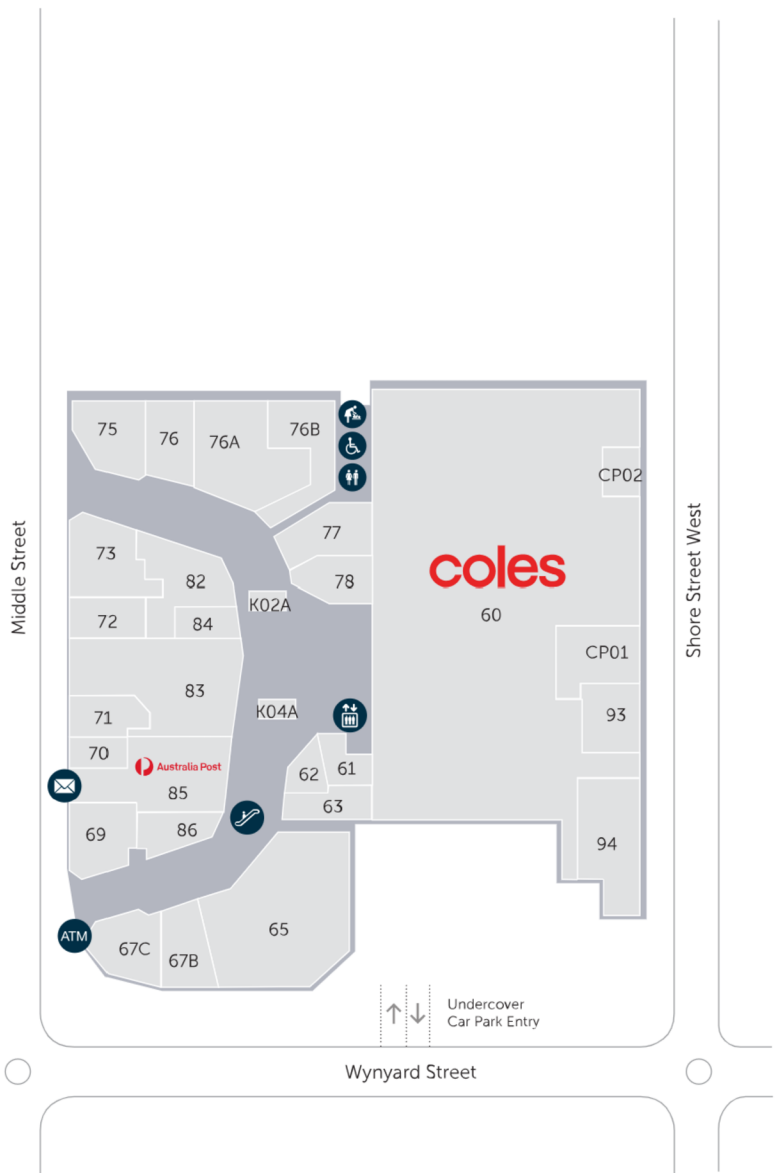 75
76
76A
76B
CP02
77
73
coles
82
78
K02A
60
72
84
Middle Street
Shore Street West
CP01
83
71
K04A
93
70
Australia Post
62
61
85
63
69
86
94
65
ATM
67C
67B
Undercover
Car Park Entry
Wynyard Street